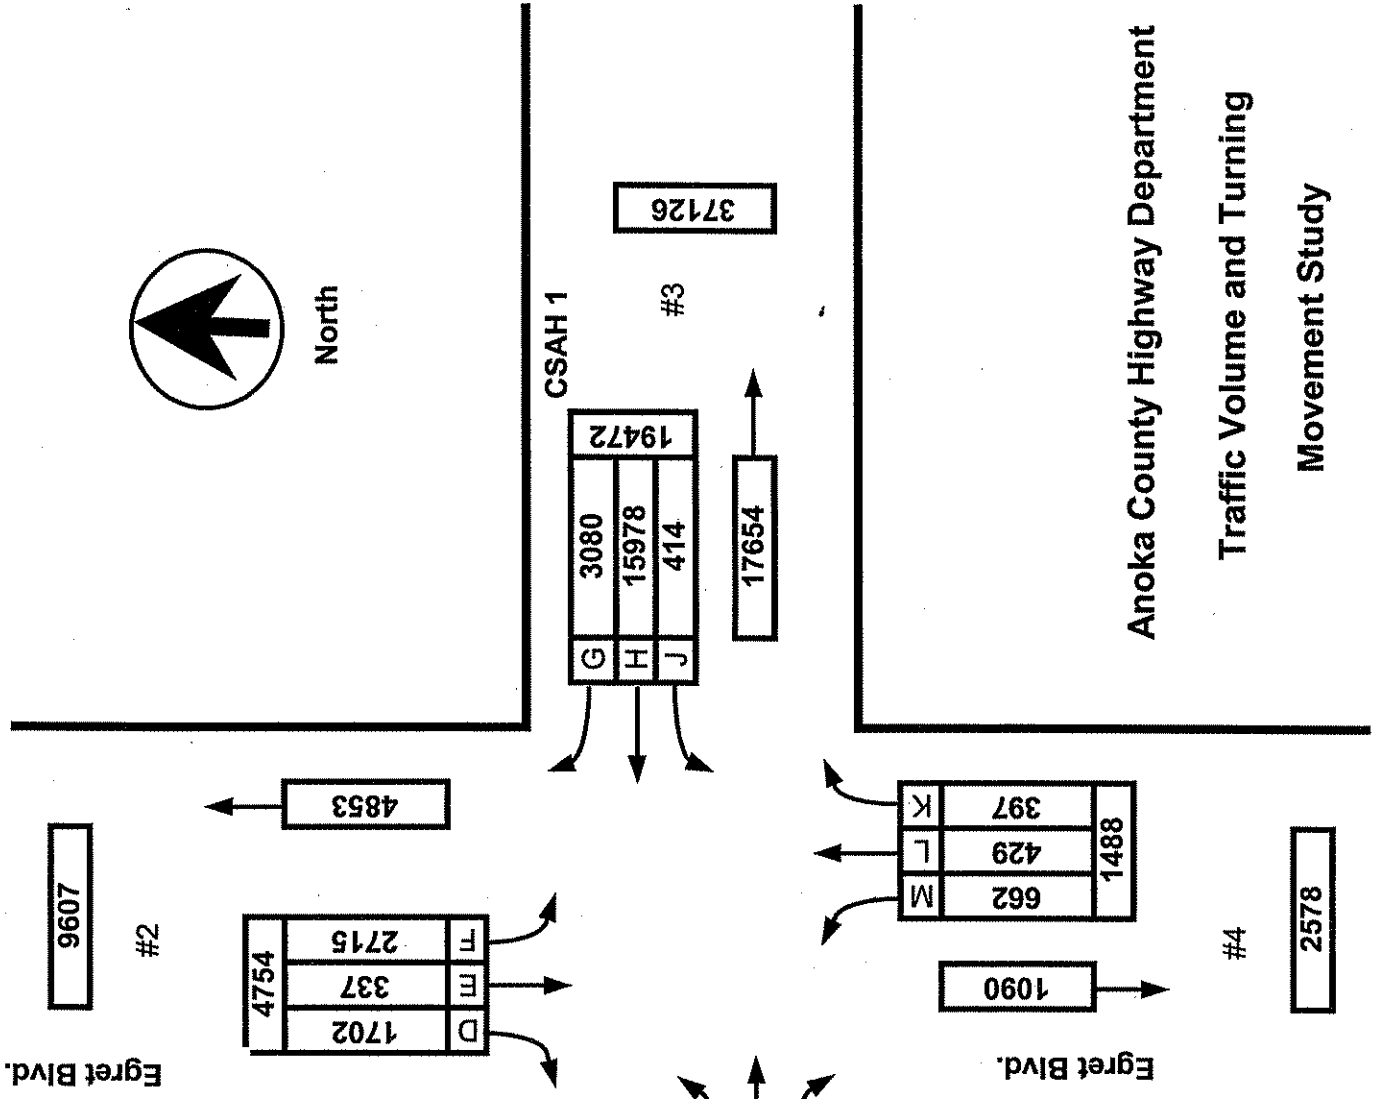 Egret Blvd.
9607
#2
4754
1702
337
2715
D
E
F
4853
North
CSAH 1
G
3080
H
15978
J
414
19472
17654
#3
37126
M
L
K
662
429
397
1488
1090
#4
2578
Egret Blvd.
Anoka County Highway Department
Traffic Volume and Turning
Movement Study